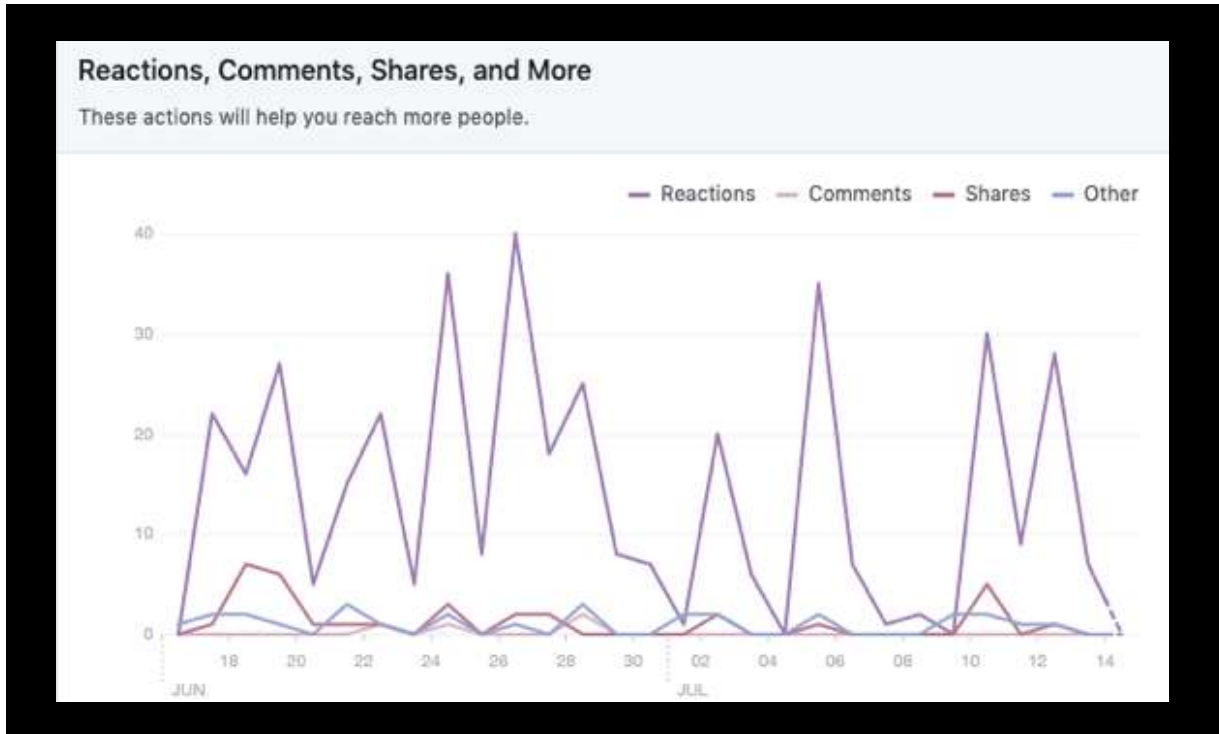 Reactions, Comments, Shares, and More
These actions will help you reach more people.
Reactions Comments Shares Other
40
30
20
10
0
18 20 22 24 26 28 30 02 04 06 08 10 12 14
JUN JUL